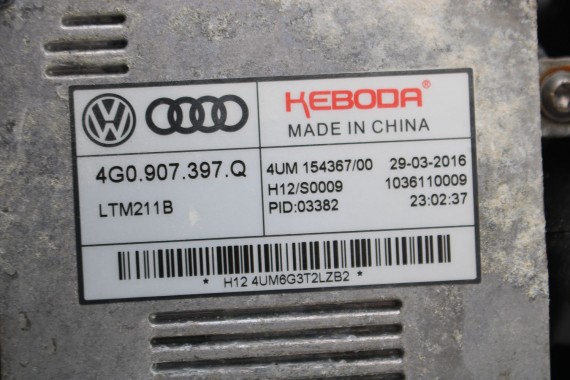 KEBODA®
MADE IN CHINA
4G0.907.397.Q
LTM211B
4UM 154367/00 29-03-2016
H12/S0009 1036110009
PID:03382 23:02:37
* H12 4UM6G3T2LZB2 *